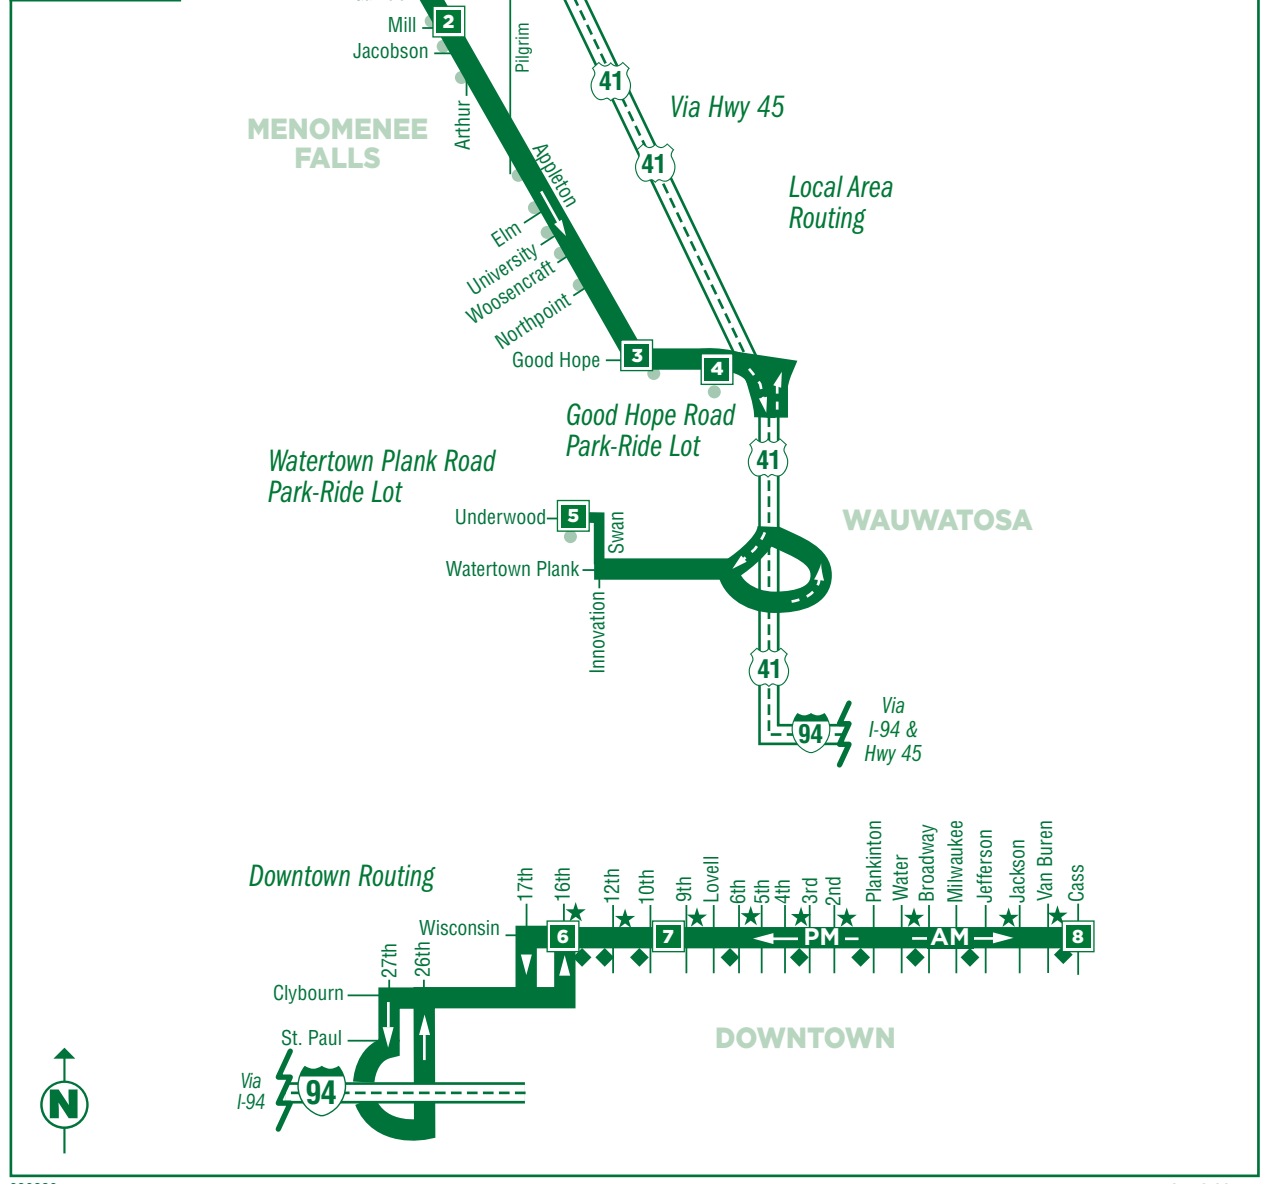 Mill
2
Jacobson
Pilgrim
41
Via Hwy 45
Arthur
MENOMENEE
FALLS
Appleton
41
Local Area
Routing
Elm
University
Woosencraft
Northpoint
Good Hope
3
4
Good Hope Road
Park-Ride Lot
41
Watertown Plank Road
Park-Ride Lot
Underwood
5
Swan
WAUWATOSA
Watertown Plank
Innovation
41
94
Via
I-94 &
Hwy 45
Downtown Routing
17th
16th
12th
10th
9th
Lovell
6th
5th
4th
3rd
2nd
Plankinton
Water
Broadway
Milwaukee
Jefferson
Jackson
Van Buren
Cass
Wisconsin
6
7
PM
AM
8
27th
26th
Clybourn
St. Paul
DOWNTOWN
Via
I-94
94
N